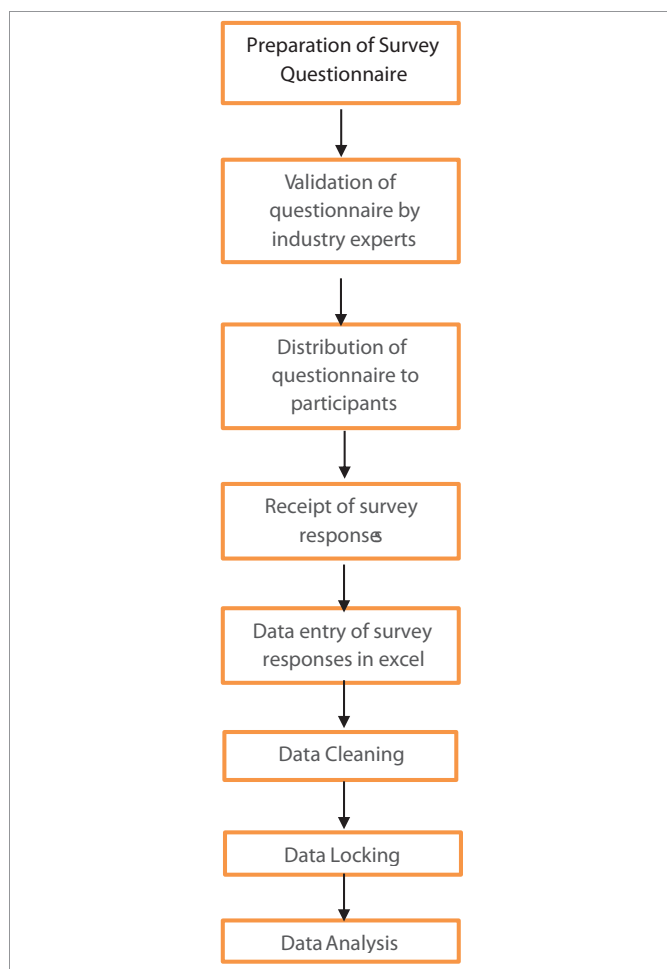 Preparation of Survey
Questionnaire
Validation of
questionnaire by
industry experts
Distribution of
questionnaire to
participants
Receipt of survey
responses
Data entry of survey
responses in excel
Data Cleaning
Data Locking
Data Analysis